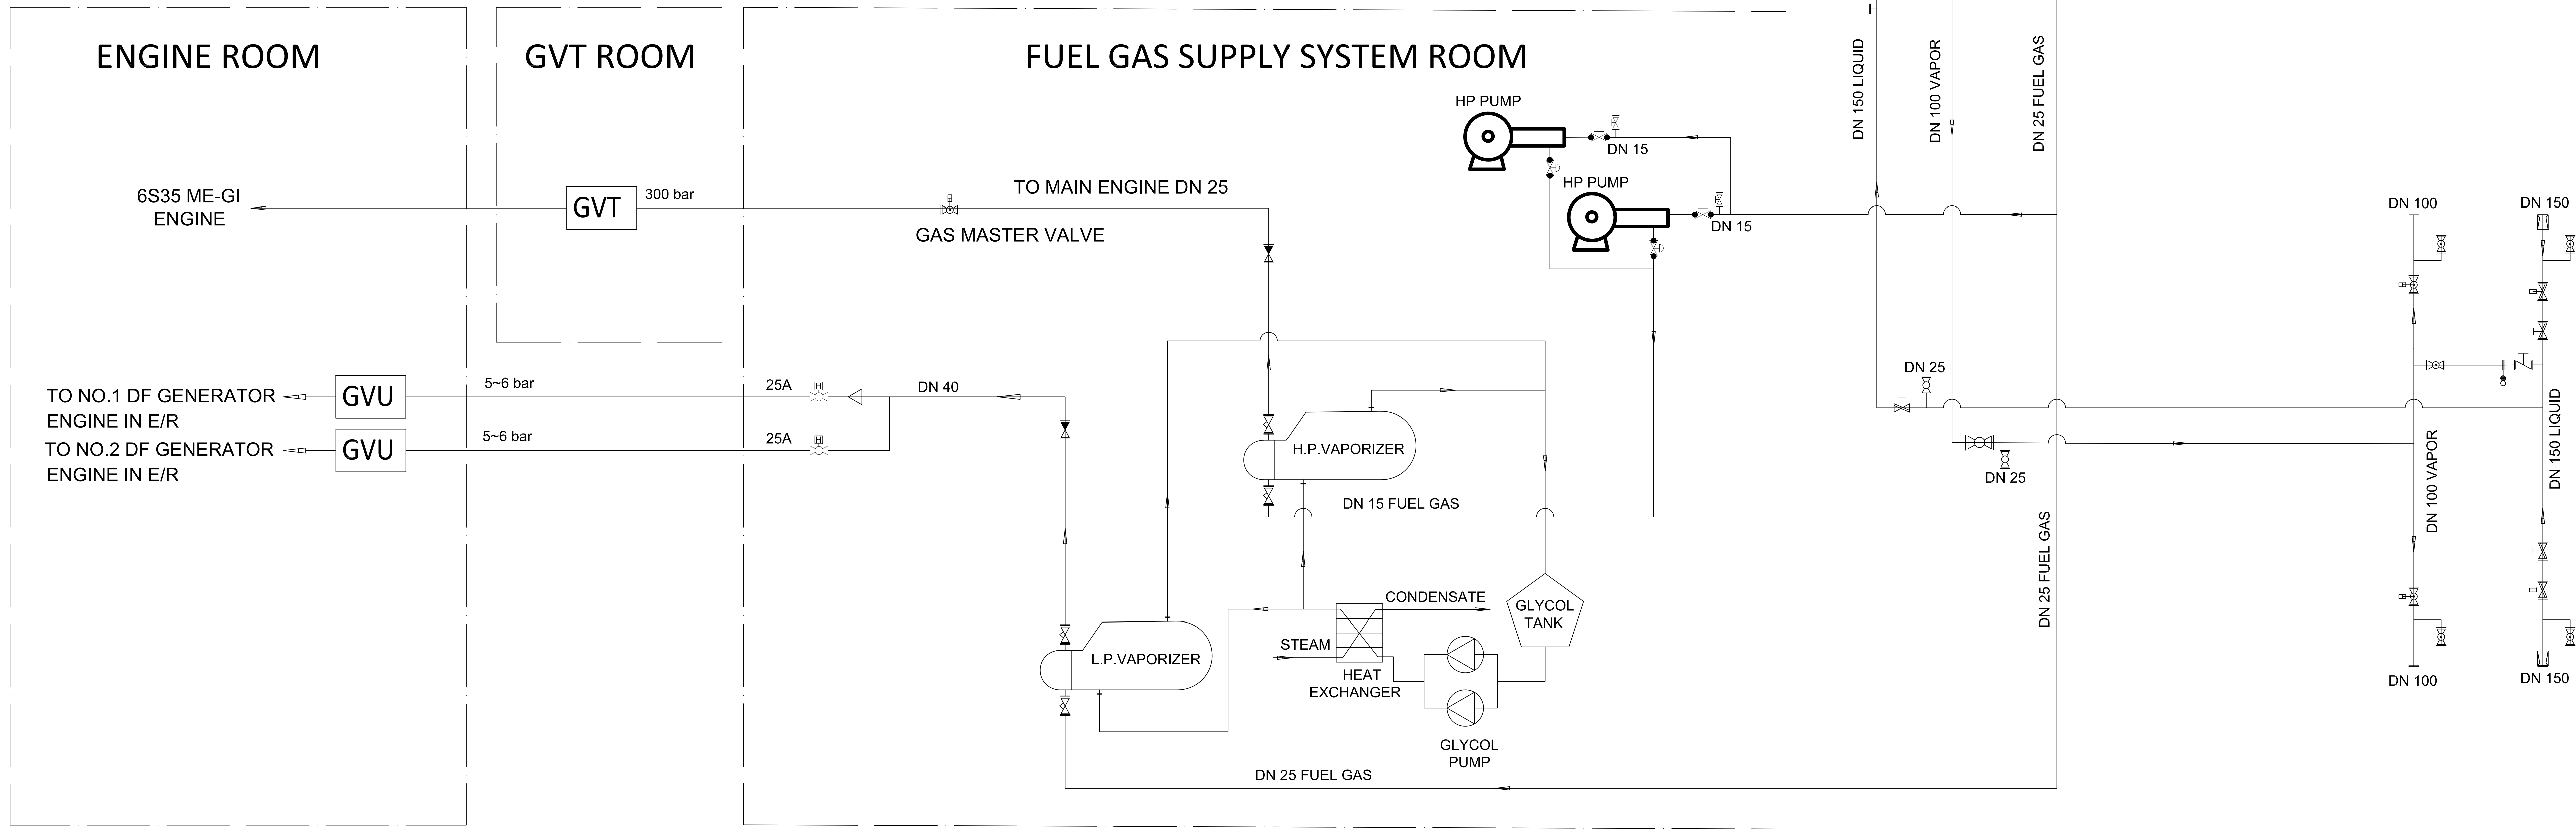 ENGINE ROOM
GVT ROOM
FUEL GAS SUPPLY SYSTEM ROOM
DN 150 LIQUID
DN 100 VAPOR
DN 25 FUEL GAS
HP PUMP
DN 15
HP PUMP
DN 15
6S35 ME-GI
ENGINE
GVT
300 bar
TO MAIN ENGINE DN 25
GAS MASTER VALVE
DN 100
DN 150
TO NO.1 DF GENERATOR
ENGINE IN E/R
GVU
5~6 bar
25A
H
DN 40
TO NO.2 DF GENERATOR
ENGINE IN E/R
GVU
5~6 bar
25A
H
H.P.VAPORIZER
DN 15 FUEL GAS
DN 25
DN 25
DN 100 VAPOR
DN 150 LIQUID
DN 25 FUEL GAS
L.P.VAPORIZER
CONDENSATE
STEAM
HEAT
EXCHANGER
GLYCOL
TANK
GLYCOL
PUMP
DN 25 FUEL GAS
DN 100
DN 150